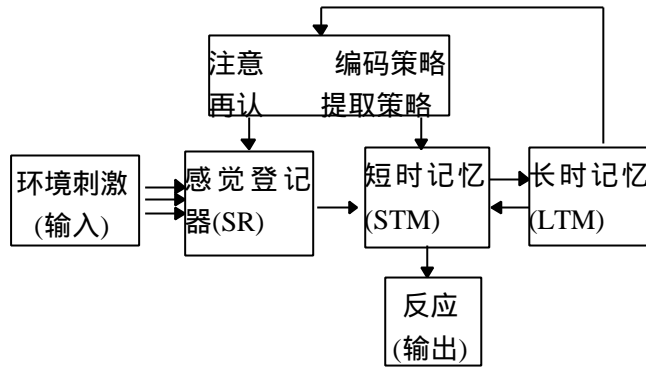 注意 编码策略
再认 提取策略
环境刺激
(输入)
感觉登记
器(SR)
短时记忆
(STM)
长时记忆
(LTM)
反应
(输出)